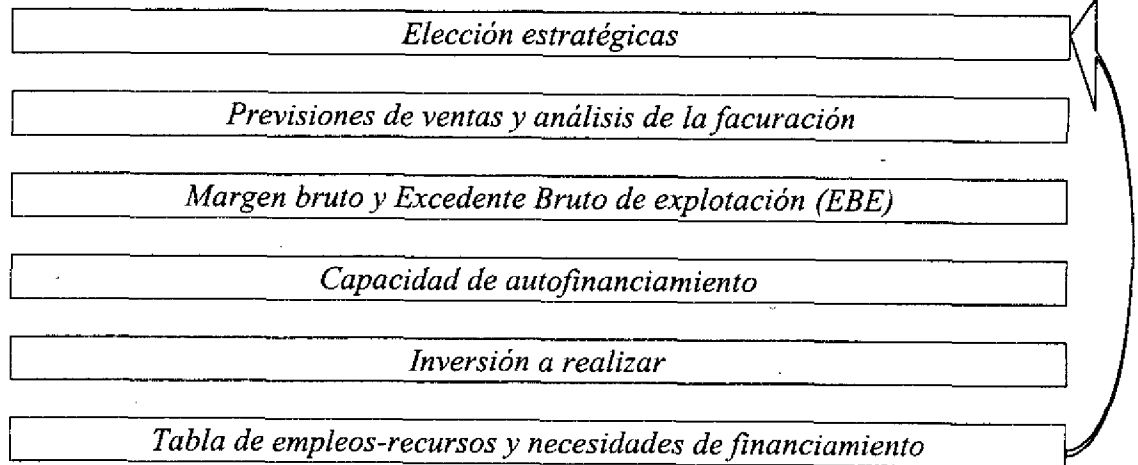 Elección estratégicas
Previsiones de ventas y análisis de la facuración
Margen bruto y Excedente Bruto de explotación (EBE)
Capacidad de autofinanciamiento
Inversión a realizar
Tabla de empleos-recursos y necesidades de financiamiento